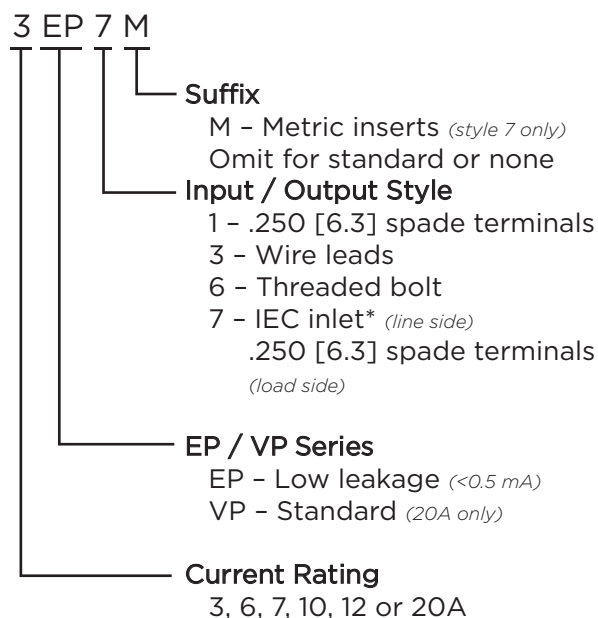 3 EP 7 M
Suffix
M – Metric inserts (style 7 only)
Omit for standard or none
Input / Output Style
1 – .250 [6.3] spade terminals
3 – Wire leads
6 – Threaded bolt
7 – IEC inlet* (line side)
.250 [6.3] spade terminals
(load side)
EP / VP Series
EP – Low leakage (<0.5 mA)
VP – Standard (20A only)
Current Rating
3, 6, 7, 10, 12 or 20A